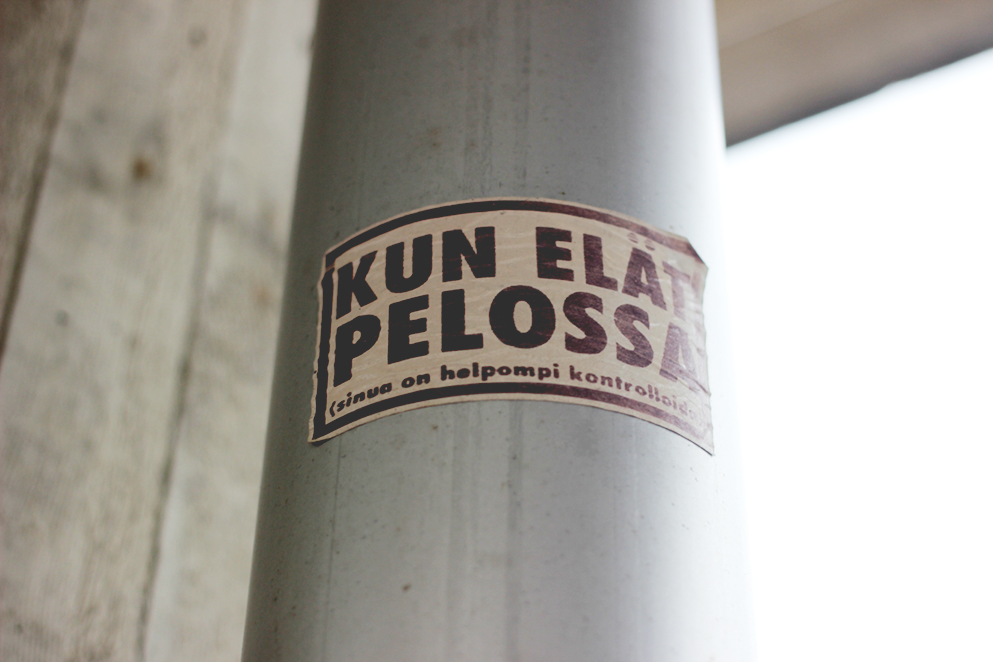 KUN ELÄT
PELOSSA
(sinua on helpompi kontrolloida)